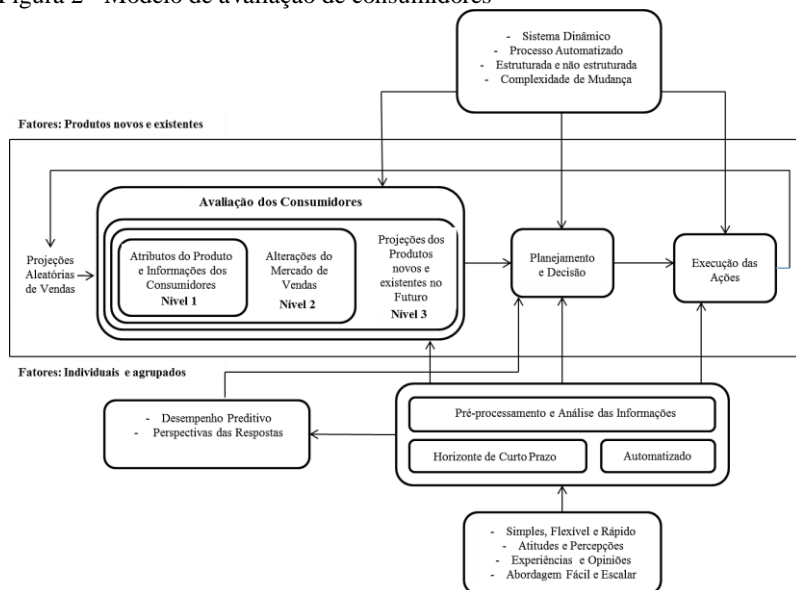 Figura 2 - Modelo de avaliação de consumidores
- Sistema Dinâmico
- Processo Automatizado
- Estruturada e não estruturada
- Complexidade de Mudança
Fatores: Produtos novos e existentes
Avaliação dos Consumidores
Projeções
Aleatórias
de Vendas
Atributos do Produto
e Informações dos
Consumidores
Nível 1
Alterações do
Mercado de
Vendas
Nível 2
Projeções dos
Produtos
novos e
existentes no
Futuro
Nível 3
Planejamento
e Decisão
Execução das
Ações
Fatores: Individuais e agrupados
- Desempenho Preditivo
- Perspectivas das Respostas
Pré-processamento e Análise das Informações
Horizonte de Curto Prazo
Automatizado
- Simples, Flexível e Rápido
- Atitudes e Percepções
- Experiências e Opiniões
- Abordagem Fácil e Escalar